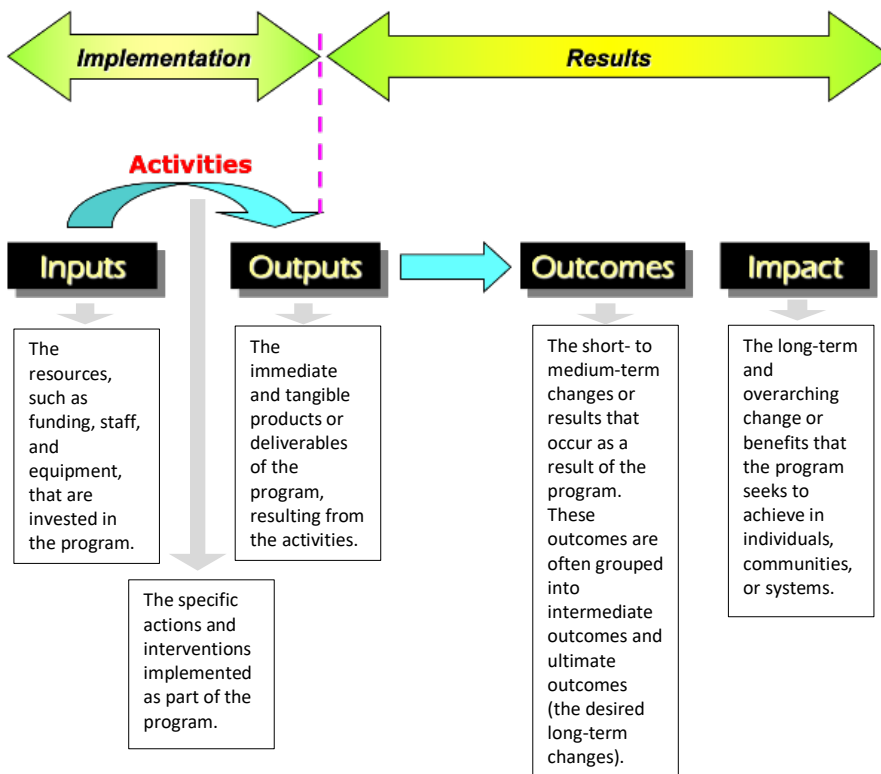 Implementation
Results
Activities
Inputs
Outputs
Outcomes
Impact
The
resources,
such as
funding, staff,
and
equipment,
that are
invested in
the program.
The
immediate
and tangible
products or
deliverables
of the
program,
resulting from
the activities.
The short- to
medium-term
changes or
results that
occur as a
result of the
program.
These
outcomes are
often grouped
into
intermediate
outcomes and
ultimate
outcomes
(the desired
long-term
changes).
The long-term
and
overarching
change or
benefits that
the program
seeks to
achieve in
individuals,
communities,
or systems.
The specific
actions and
interventions
implemented
as part of the
program.